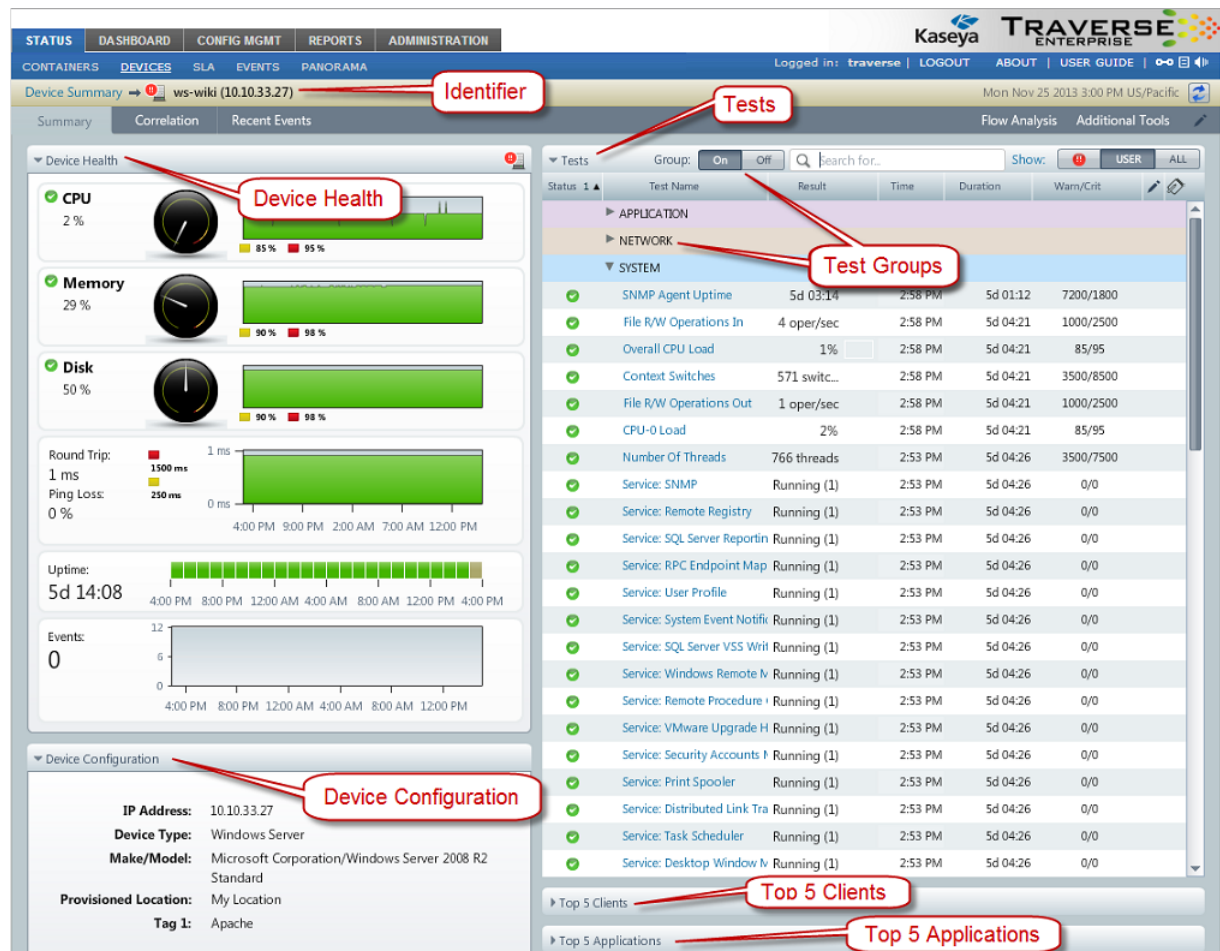 Kaseya TRAVERSE
ENTERPRISE
STATUS DASHBOARD CONFIG MGMT REPORTS ADMINISTRATION
CONTAINERS DEVICES SLA EVENTS PANORAMA Logged in: traverse | LOGOUT ABOUT | USER GUIDE |
Device Summary ws-wiki (10.10.33.27) Identifier Mon Nov 25 2013 3:00 PM US/Pacific
Summary Correlation Recent Events Flow Analysis Additional Tools
Device Health
Device Health
CPU
2 %
85 % 95 %
Memory
29 %
90 % 98 %
Disk
50 %
90 % 98 %
Round Trip:
1 ms
Ping Loss:
0 %
1500 ms
250 ms
1 ms
0 ms
4:00 PM 9:00 PM 2:00 AM 7:00 AM 12:00 PM
Uptime:
5d 14:08
4:00 PM 8:00 PM 12:00 AM 4:00 AM 8:00 AM 12:00 PM 4:00 PM
Events:
0
12
6
0
4:00 PM 8:00 PM 12:00 AM 4:00 AM 8:00 AM 12:00 PM
Device Configuration
Device Configuration
IP Address: 10.10.33.27
Device Type: Windows Server
Make/Model: Microsoft Corporation/Windows Server 2008 R2
Standard
Provisioned Location: My Location
Tag 1: Apache
Tests
Tests Group: On Off Search for.. Show: USER ALL
Status 1 Test Name Result Time Duration Warn/Crit
APPLICATION
NETWORK
Test Groups
SYSTEM
SNMP Agent Uptime 5d 03:14 2:58 PM 5d 01:12 7200/1800
File R/W Operations In 4 oper/sec 2:58 PM 5d 04:21 1000/2500
Overall CPU Load 1% 2:58 PM 5d 04:21 85/95
Context Switches 571 switc... 2:58 PM 5d 04:21 3500/8500
File R/W Operations Out 1 oper/sec 2:58 PM 5d 04:21 1000/2500
CPU-0 Load 2% 2:58 PM 5d 04:21 85/95
Number Of Threads 766 threads 2:53 PM 5d 04:26 3500/7500
Service: SNMP Running (1) 2:53 PM 5d 04:26 0/0
Service: Remote Registry Running (1) 2:53 PM 5d 04:26 0/0
Service: SQL Server Reportin Running (1) 2:53 PM 5d 04:26 0/0
Service: RPC Endpoint Map Running (1) 2:53 PM 5d 04:26 0/0
Service: User Profile Running (1) 2:53 PM 5d 04:26 0/0
Service: System Event Notific Running (1) 2:53 PM 5d 04:26 0/0
Service: SQL Server VSS Writ Running (1) 2:53 PM 5d 04:26 0/0
Service: Windows Remote M Running (1) 2:53 PM 5d 04:26 0/0
Service: Remote Procedure Running (1) 2:53 PM 5d 04:26 0/0
Service: VMware Upgrade H Running (1) 2:53 PM 5d 04:26 0/0
Service: Security Accounts M Running (1) 2:53 PM 5d 04:26 0/0
Service: Print Spooler Running (1) 2:53 PM 5d 04:26 0/0
Service: Distributed Link Tra Running (1) 2:53 PM 5d 04:26 0/0
Service: Task Scheduler Running (1) 2:53 PM 5d 04:26 0/0
Service: Desktop Window M Running (1) 2:53 PM 5d 04:26 0/0
Top 5 Clients
Top 5 Clients
Top 5 Applications
Top 5 Applications